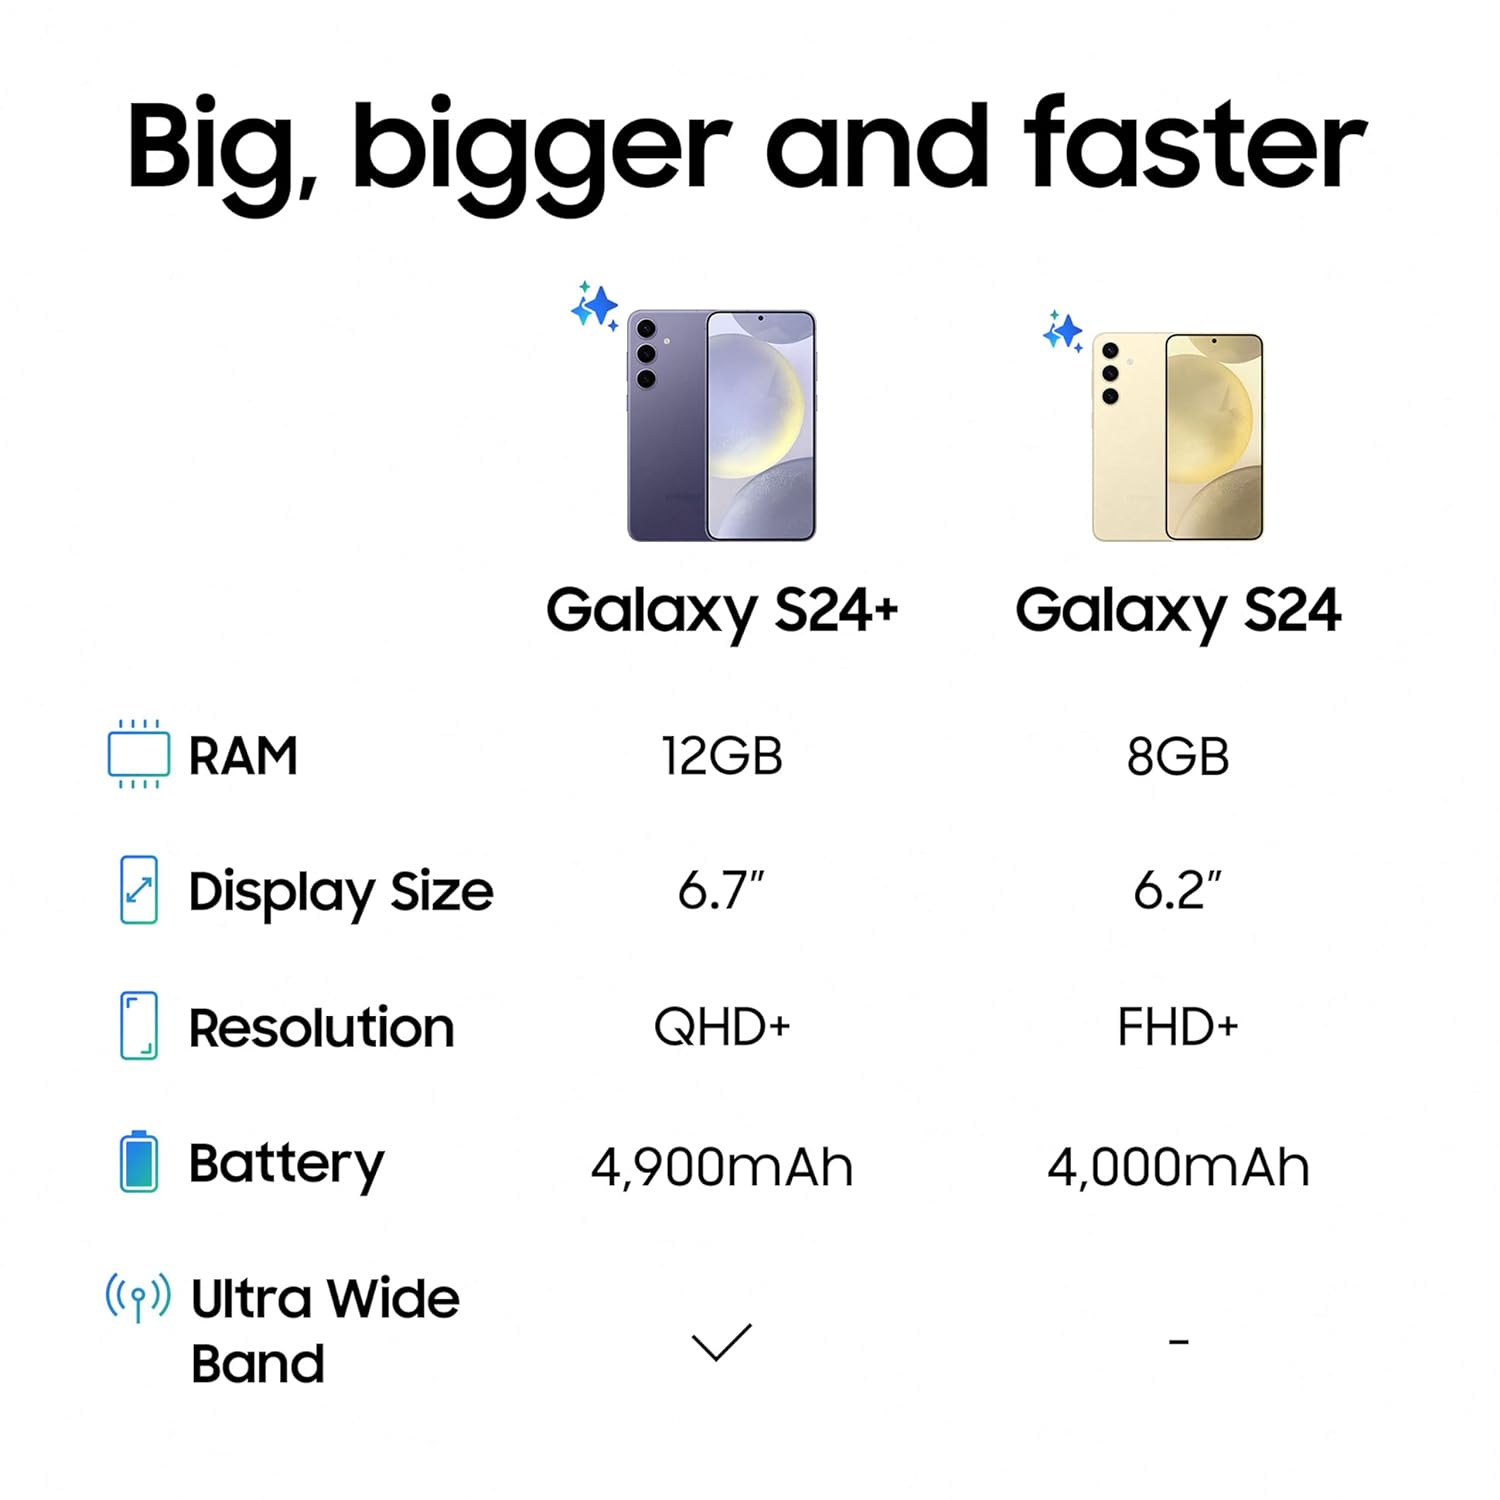 Big, bigger and faster
Galaxy S24+ Galaxy S24
RAM 12GB 8GB
Display Size 6.7″ 6.2″
Resolution QHD+ FHD+
Battery 4,900mAh 4,000mAh
Ultra Wide
Band ✓ -